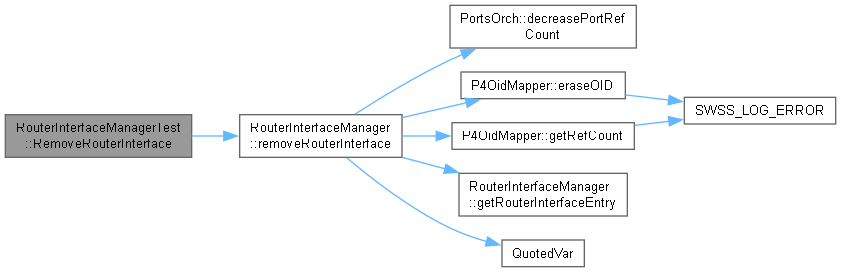 RouterInterfaceManagerTest
::RemoveRouterInterface
RouterInterfaceManager
::removeRouterInterface
PortsOrch::decreasePortRef
Count
P4OidMapper::eraseOID
P4OidMapper::getRefCount
RouterInterfaceManager
::getRouterInterfaceEntry
QuotedVar
SWSS_LOG_ERROR